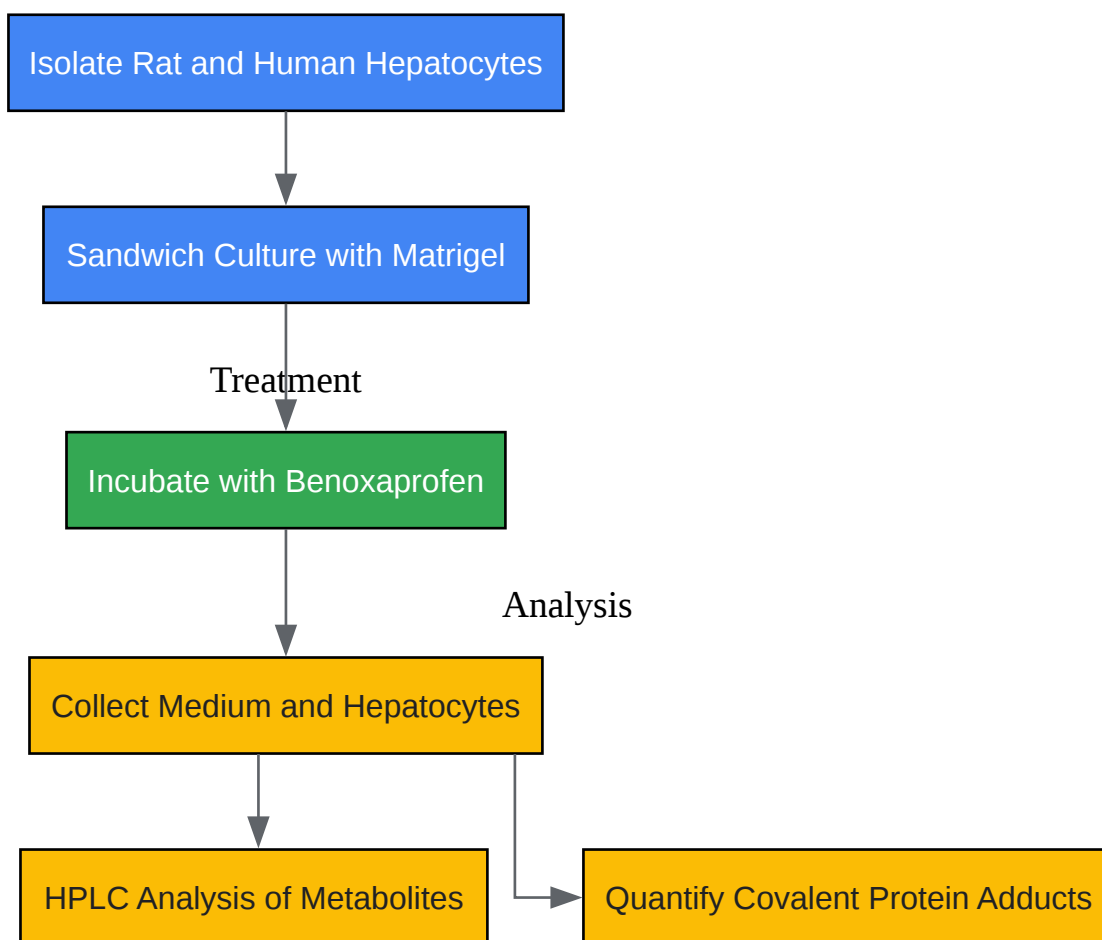 Isolate Rat and Human Hepatocytes
Sandwich Culture with Matrigel
Treatment
Incubate with Benoxaprofen
Analysis
Collect Medium and Hepatocytes
HPLC Analysis of Metabolites
Quantify Covalent Protein Adducts